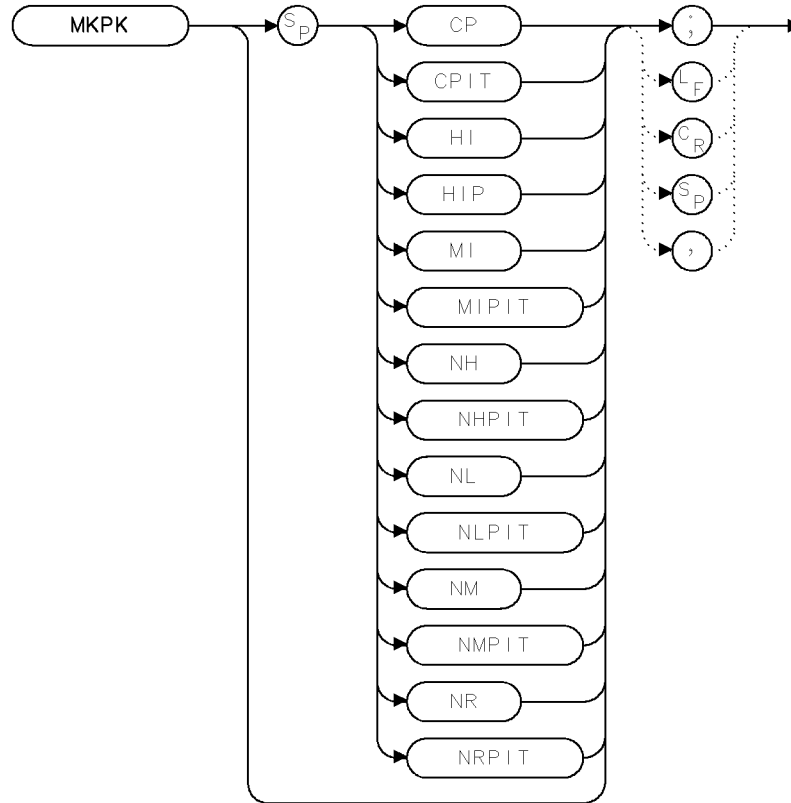 MKPK SP CP ;
CPIT LF
HI CR
HIP SP
MI ,
MIPIT
NH
NHPIT
NL
NLPIT
NM
NMPIT
NR
NRPIT